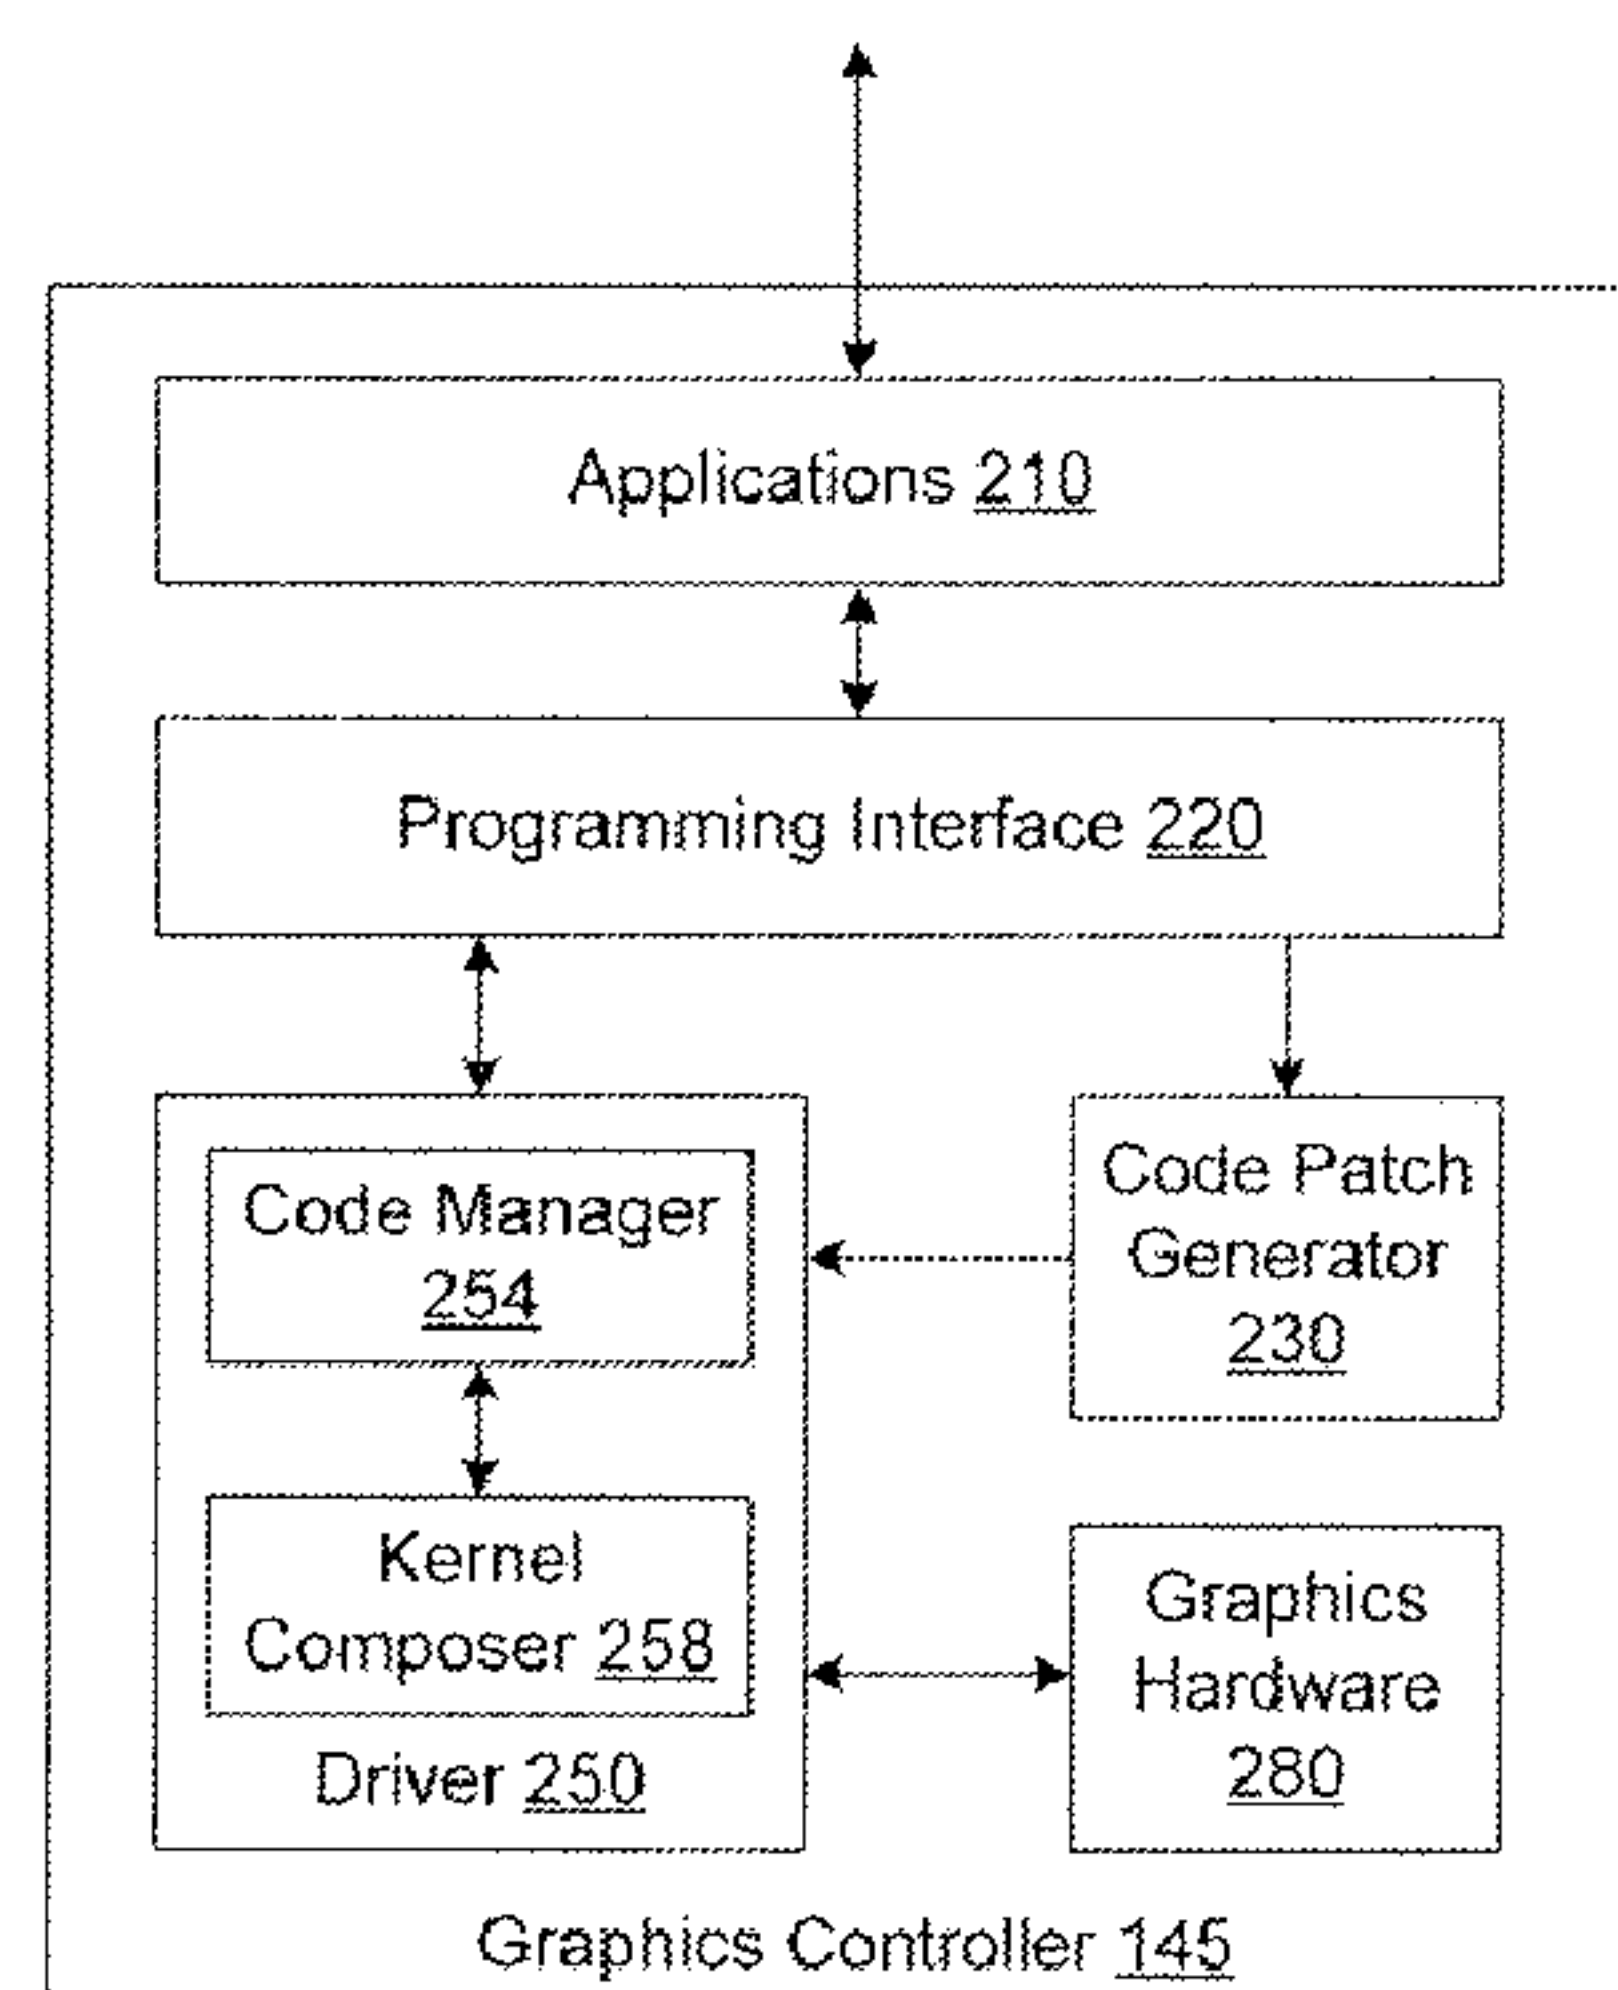 Applications 210
Programming Interface 220
Code Manager
254
Code Patch
Generator
230
Kernel
Composer 258
Driver 250
Graphics
Hardware
280
Graphics Controller 145